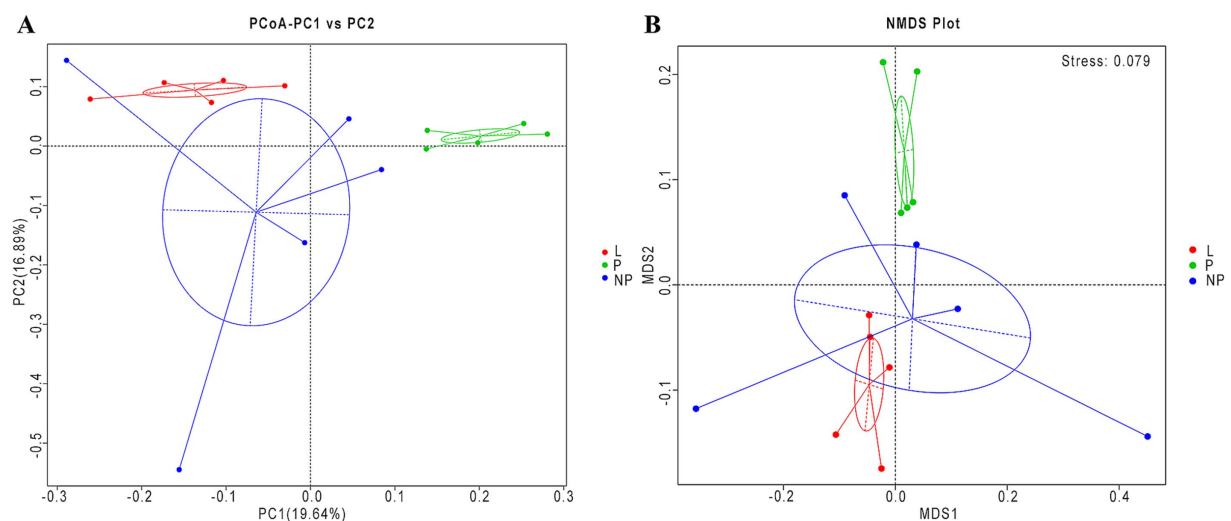 A
PCoA-PC1 vs PC2
0.1
0.0
-0.1
-0.2
-0.3
-0.4
-0.5
PC2(16.89%)
-0.3
-0.2
-0.1
0.0
0.1
0.2
0.3
PC1(19.64%)
L
P
NP
B
NMDS Plot
Stress: 0.079
0.2
0.1
0.0
-0.1
MDS2
-0.2
0.0
0.2
0.4
MDS1
L
P
NP